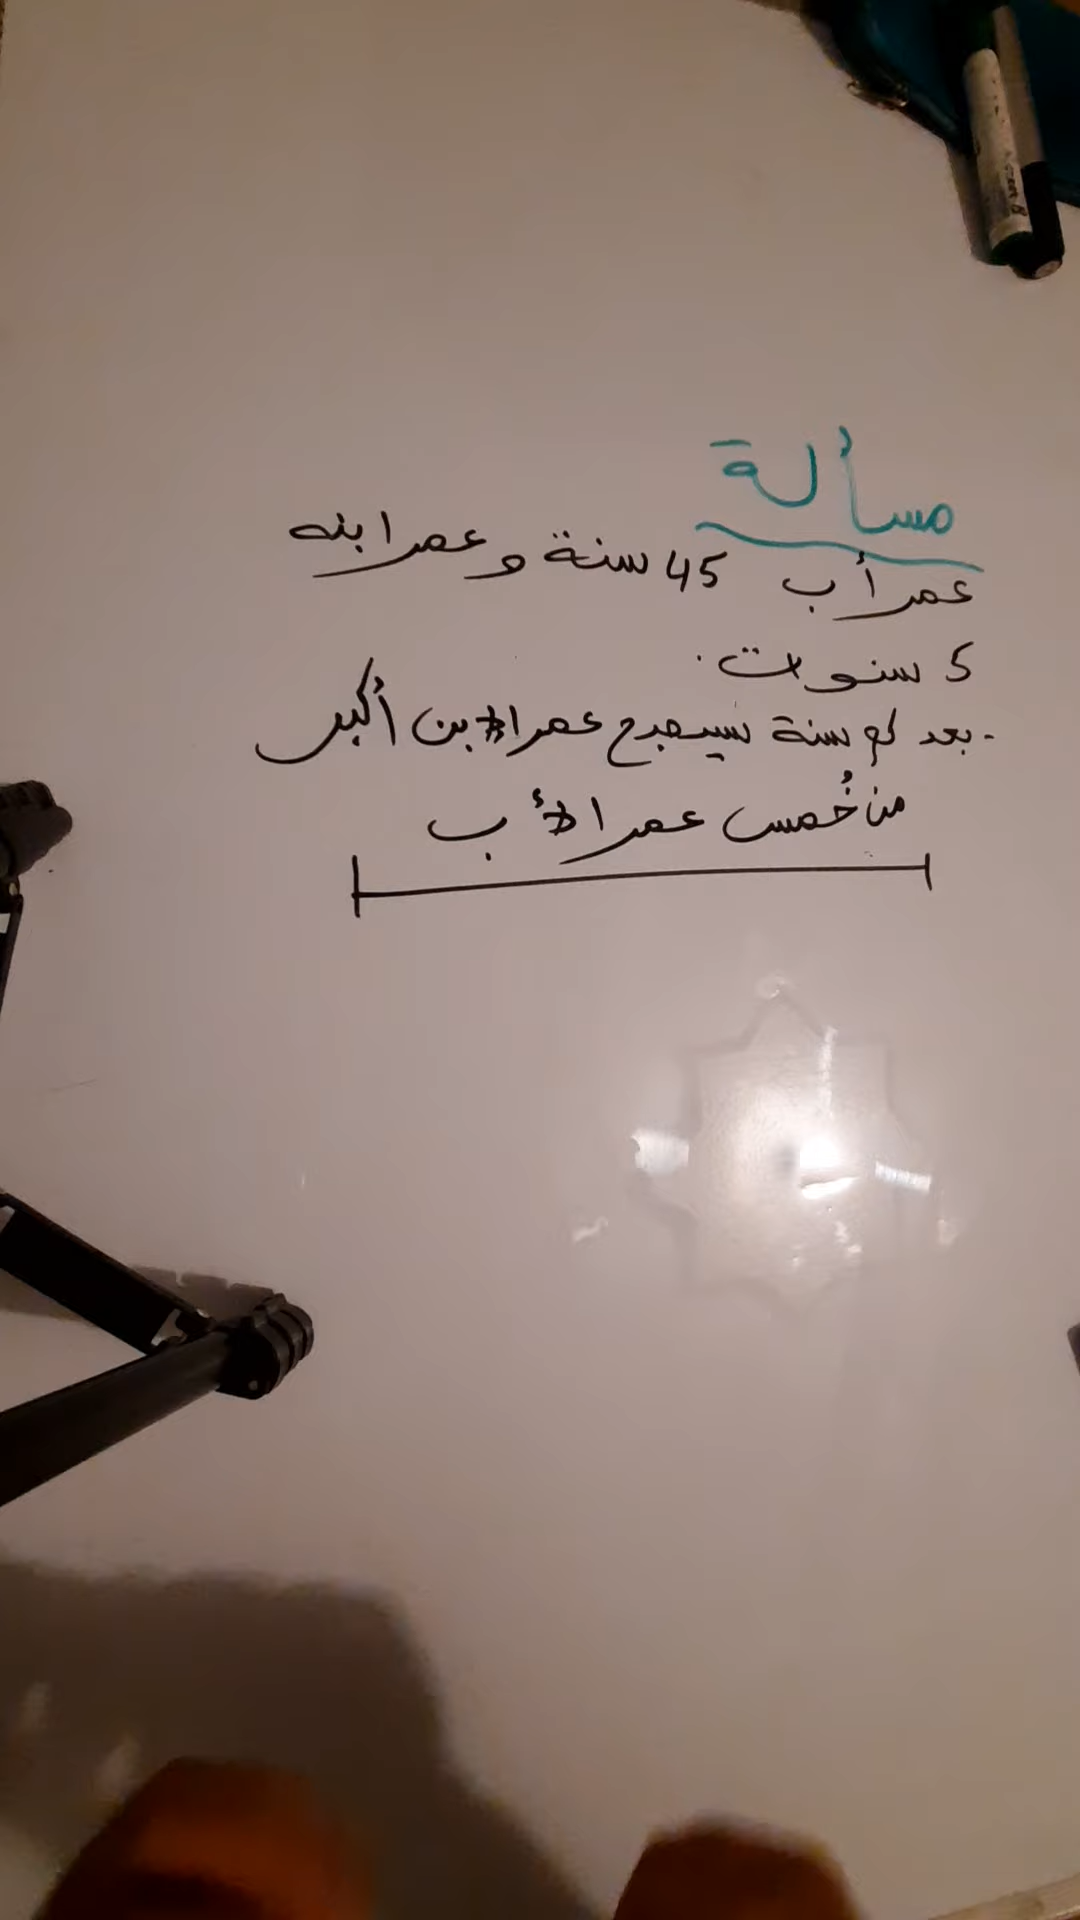 مسألة
عمر أب 45 سنة و عمر ابنه
5 سنوات.
- بعد كم سنة سيصبح عمر الابن أكبر
من خُمس عمر الأب